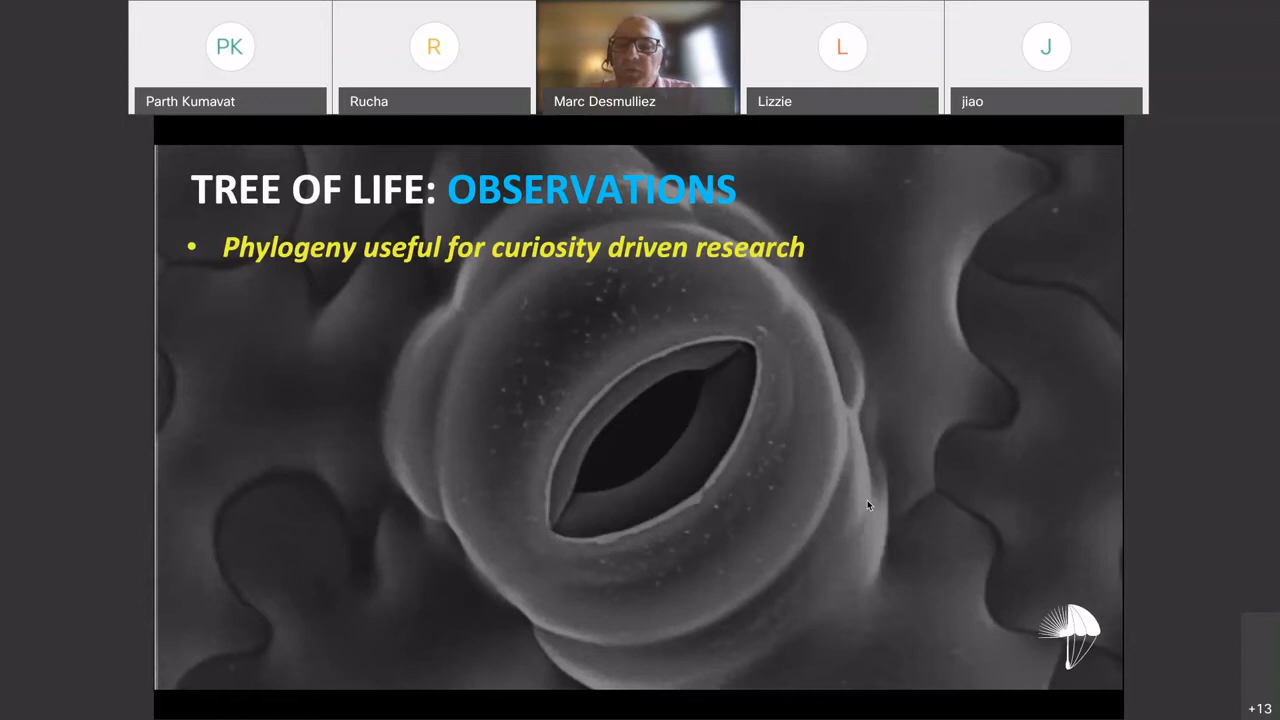 PK
R
L
J
Parth Kumavat
Rucha
Marc Desmulliez
Lizzie
jiao
TREE OF LIFE: OBSERVATIONS
• Phylogeny useful for curiosity driven research
+13